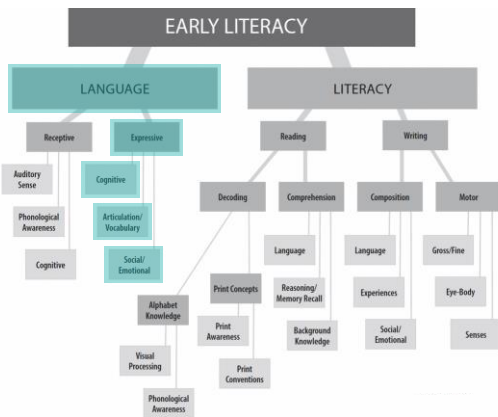 EARLY LITERACY
LANGUAGE
LITERACY
Receptive
Expressive
Reading
Writing
Auditory
Sense
Cognitive
Phonological
Awareness
Articulation/
Vocabulary
Cognitive
Social/
Emotional
Decoding
Comprehension
Composition
Motor
Language
Language
Gross/Fine
Alphabet
Knowledge
Print Concepts
Reasoning/
Memory Recall
Experiences
Eye-Body
Print
Awareness
Background
Knowledge
Social/
Emotional
Senses
Visual
Processing
Print
Conventions
Phonological
Awareness